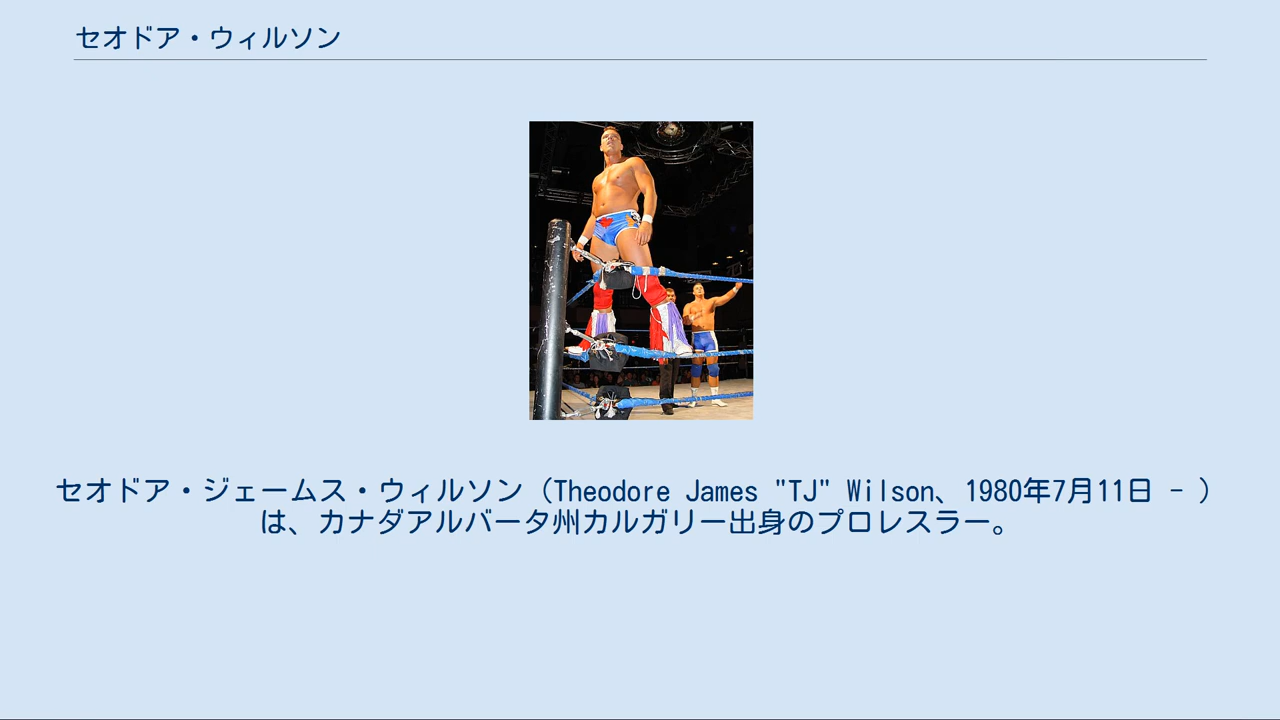 セオドア・ウィルソン
セオドア・ジェームス・ウィルソン（Theodore James "TJ" Wilson、1980年7月11日 - ）
は、カナダアルバータ州カルガリー出身のプロレスラー。